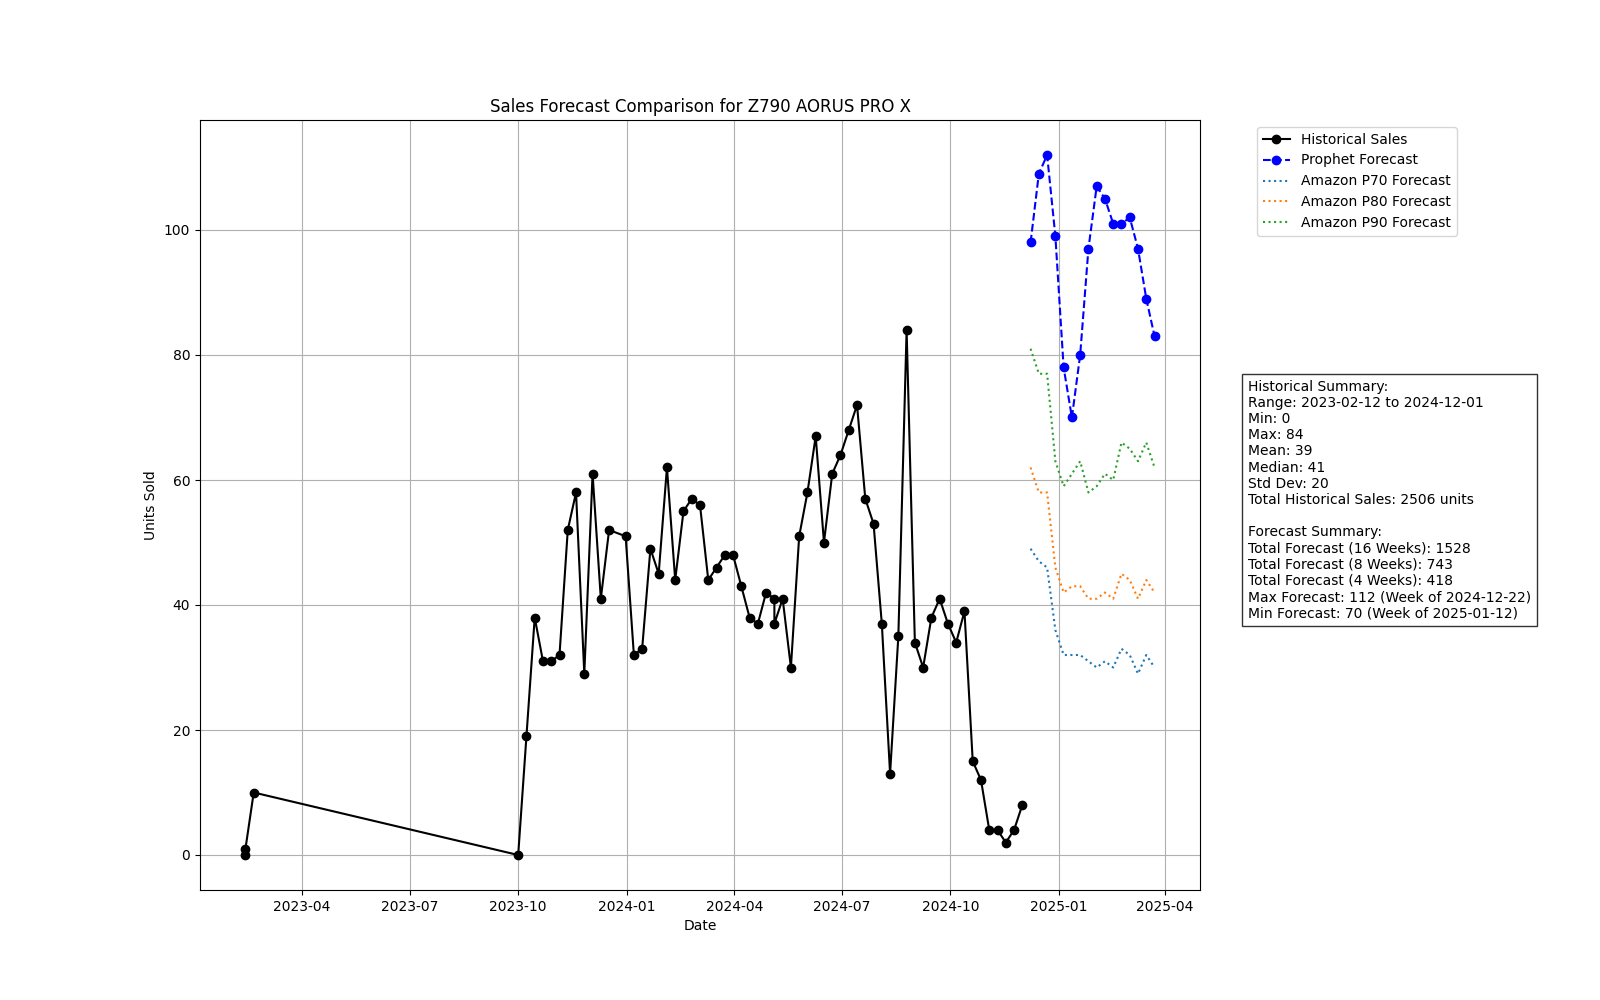 Sales Forecast Comparison for Z790 AORUS PRO X
Historical Sales
Prophet Forecast
Amazon P70 Forecast
Amazon P80 Forecast
Amazon P90 Forecast
Units Sold
100
80
60
40
20
0
2023-04
2023-07
2023-10
2024-01
2024-04
2024-07
2024-10
2025-01
2025-04
Date
Historical Summary:
Range: 2023-02-12 to 2024-12-01
Min: 0
Max: 84
Mean: 39
Median: 41
Std Dev: 20
Total Historical Sales: 2506 units
Forecast Summary:
Total Forecast (16 Weeks): 1528
Total Forecast (8 Weeks): 743
Total Forecast (4 Weeks): 418
Max Forecast: 112 (Week of 2024-12-22)
Min Forecast: 70 (Week of 2025-01-12)